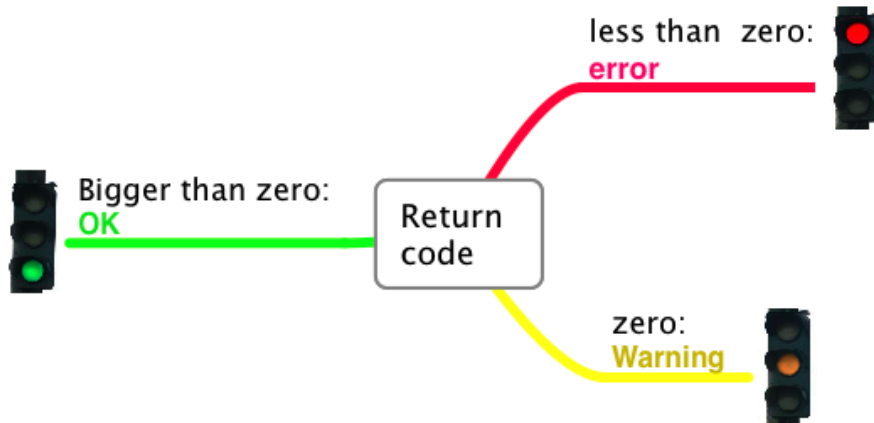 less than  zero:
error
Bigger than zero:
OK
Return
code
zero:
Warning